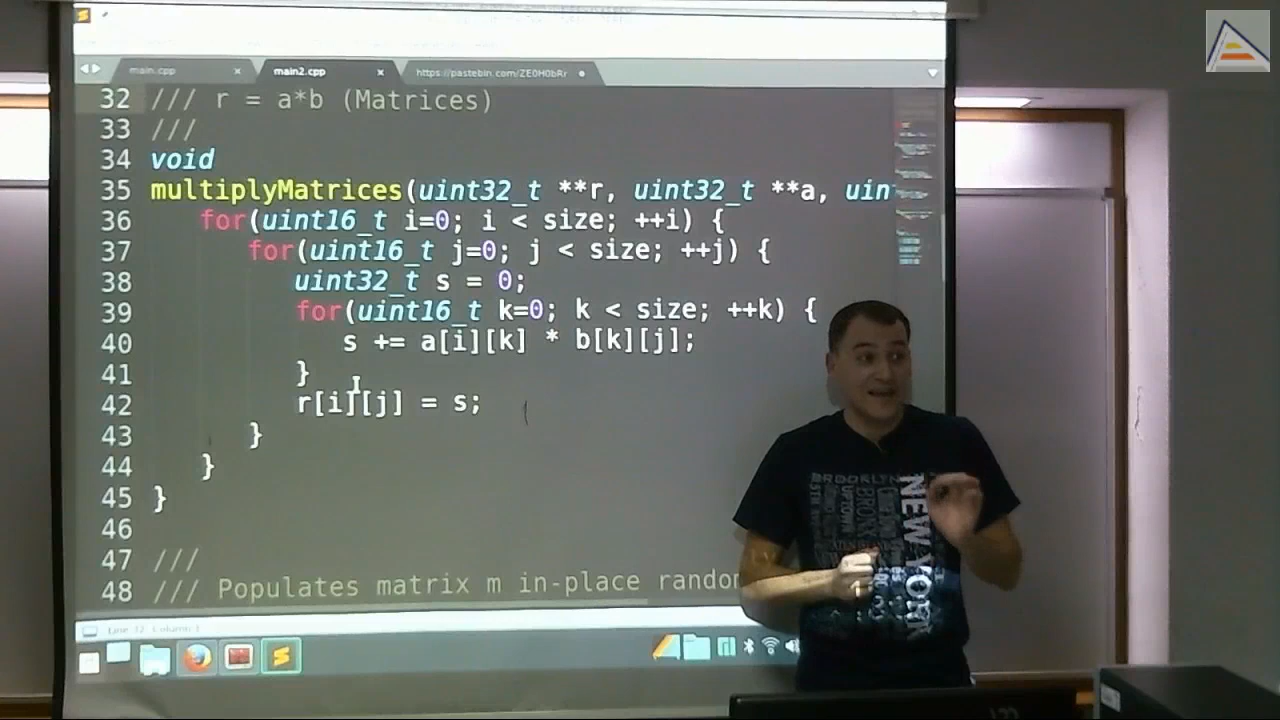 main.cpp × main2.cpp × https://pastebin.com/ZE0H0bRr
32 /// r = a*b (Matrices)
33 ///
34 void
35 multiplyMatrices(uint32_t **r, uint32_t **a, uin
36 for(uint16_t i=0; i < size; ++i) {
37 for(uint16_t j=0; j < size; ++j) {
38 uint32_t s = 0;
39 for(uint16_t k=0; k < size; ++k) {
40 s += a[i][k] * b[k][j];
41 }
42 r[i][j] = s;
43 }
44 }
45 }
46
47 ///
48 /// Populates matrix m in-place random
BROOKLYN
BRONX
UPTOWN
NEW YORK